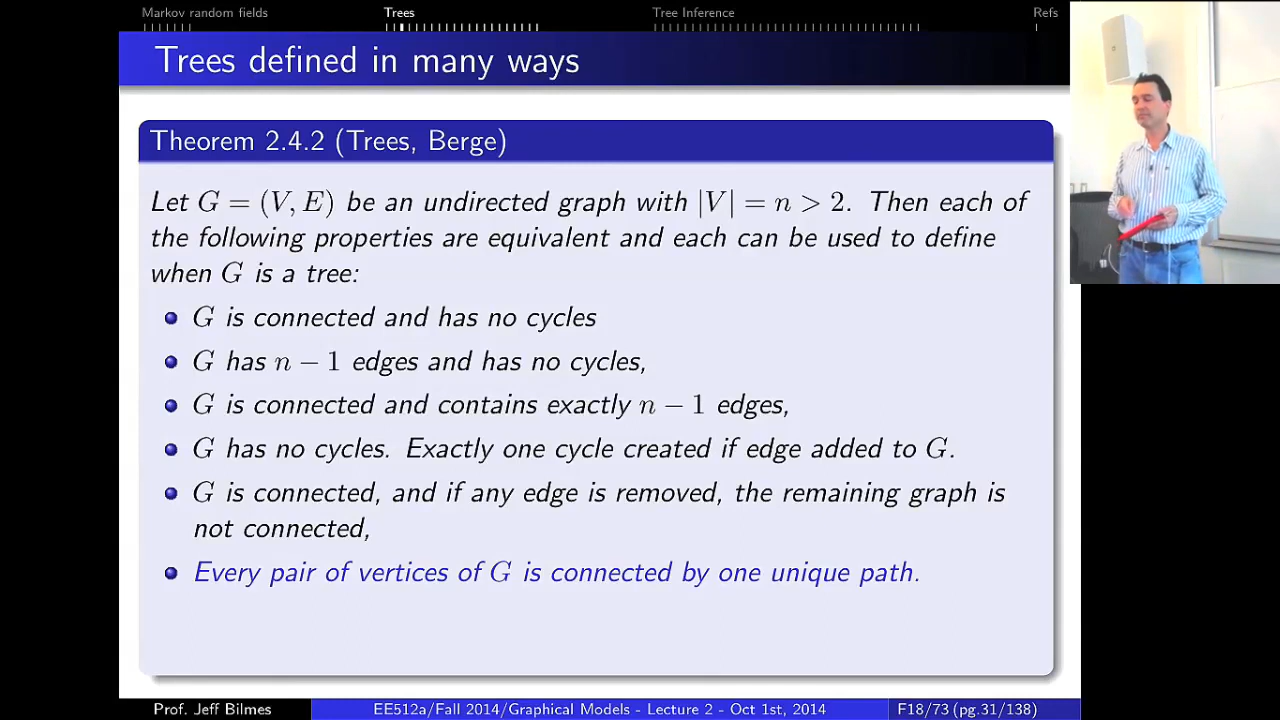 Markov random fields
Trees
Tree Inference
Refs
Trees defined in many ways
Theorem 2.4.2 (Trees, Berge)
Let G = (V, E) be an undirected graph with |V| = n > 2. Then each of
the following properties are equivalent and each can be used to define
when G is a tree:
G is connected and has no cycles
G has n − 1 edges and has no cycles,
G is connected and contains exactly n − 1 edges,
G has no cycles. Exactly one cycle created if edge added to G.
G is connected, and if any edge is removed, the remaining graph is
not connected,
Every pair of vertices of G is connected by one unique path.
Prof. Jeff Bilmes
EE512a/Fall 2014/Graphical Models - Lecture 2 - Oct 1st, 2014
F18/73 (pg.31/138)